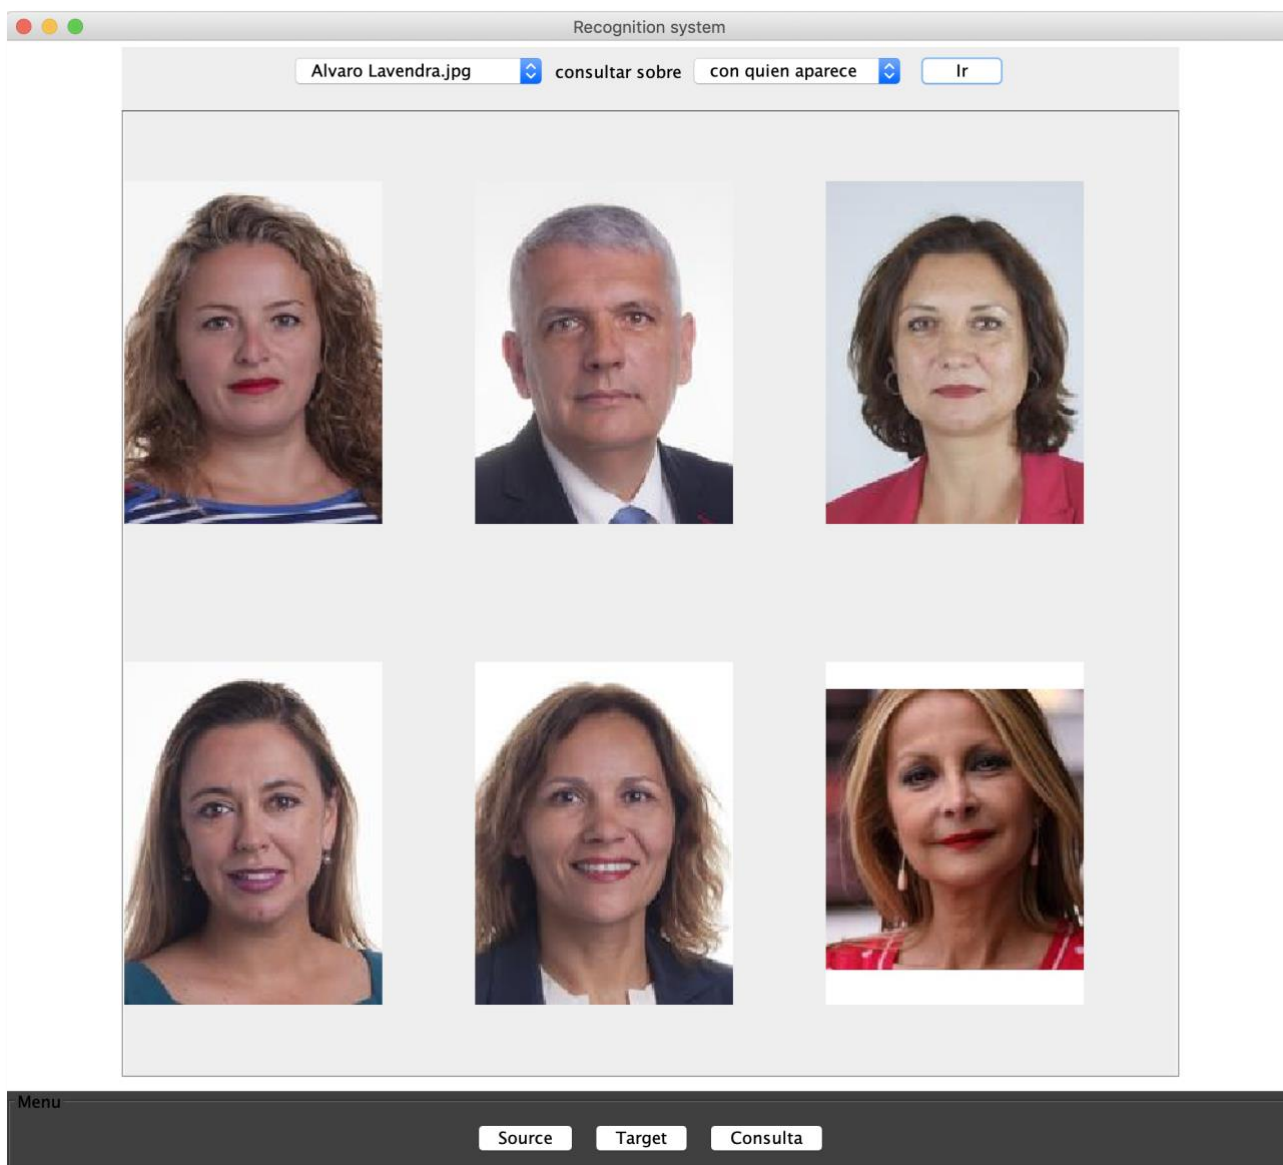 Recognition system
Alvaro Lavendra.jpg consultar sobre con quien aparece Ir
Menu
Source Target Consulta